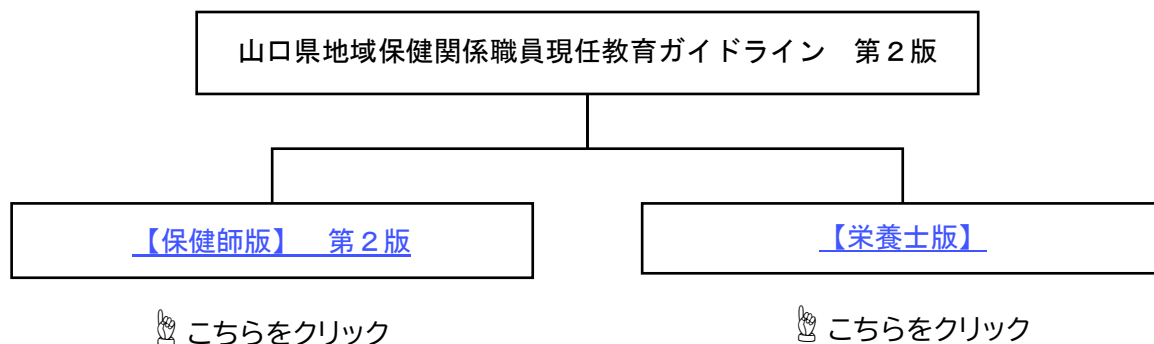 山口県地域保健関係職員現任教育ガイドライン　第２版
【保健師版】　第２版
【栄養士版】
☝こちらをクリック
☝こちらをクリック